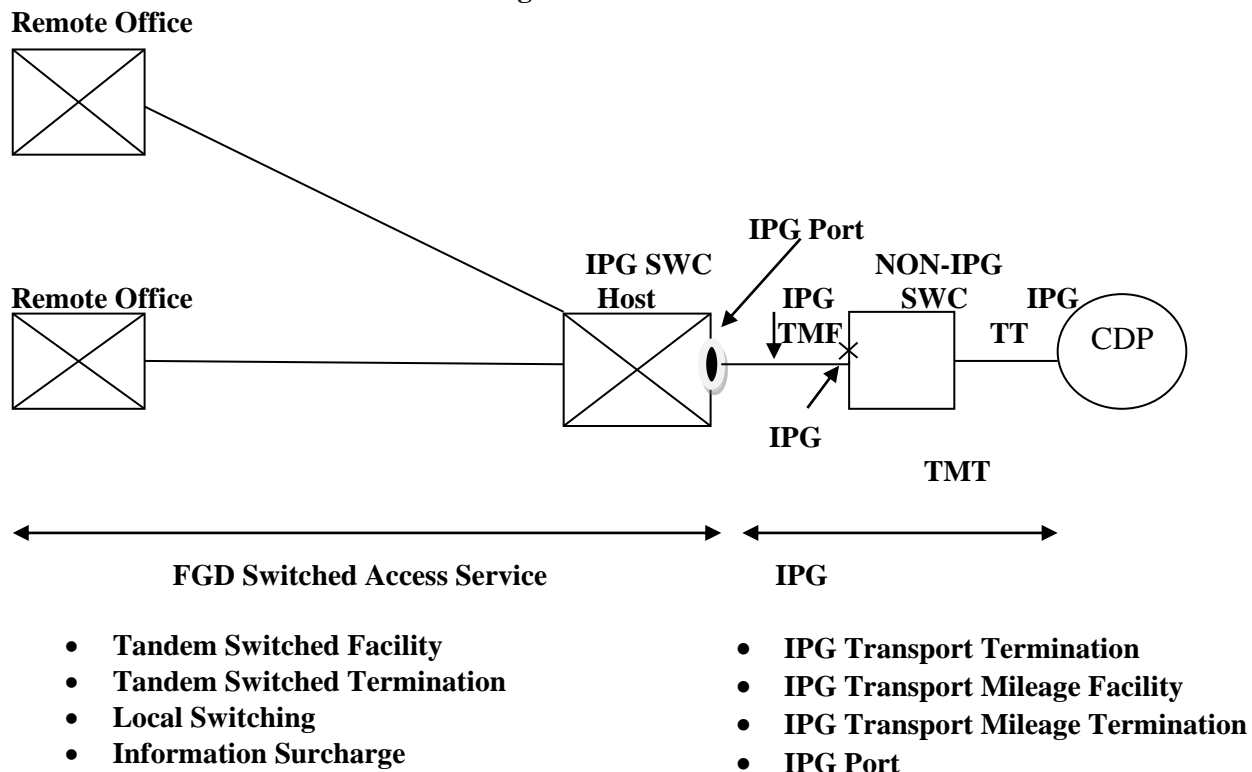 Remote Office
IPG Port
IPG SWC
Host
NON-IPG
SWC
IPG
TMF
IPG
TT
CDP
Remote Office
IPG
TMT
FGD Switched Access Service
IPG
• Tandem Switched Facility
• Tandem Switched Termination
• Local Switching
• Information Surcharge
• IPG Transport Termination
• IPG Transport Mileage Facility
• IPG Transport Mileage Termination
• IPG Port